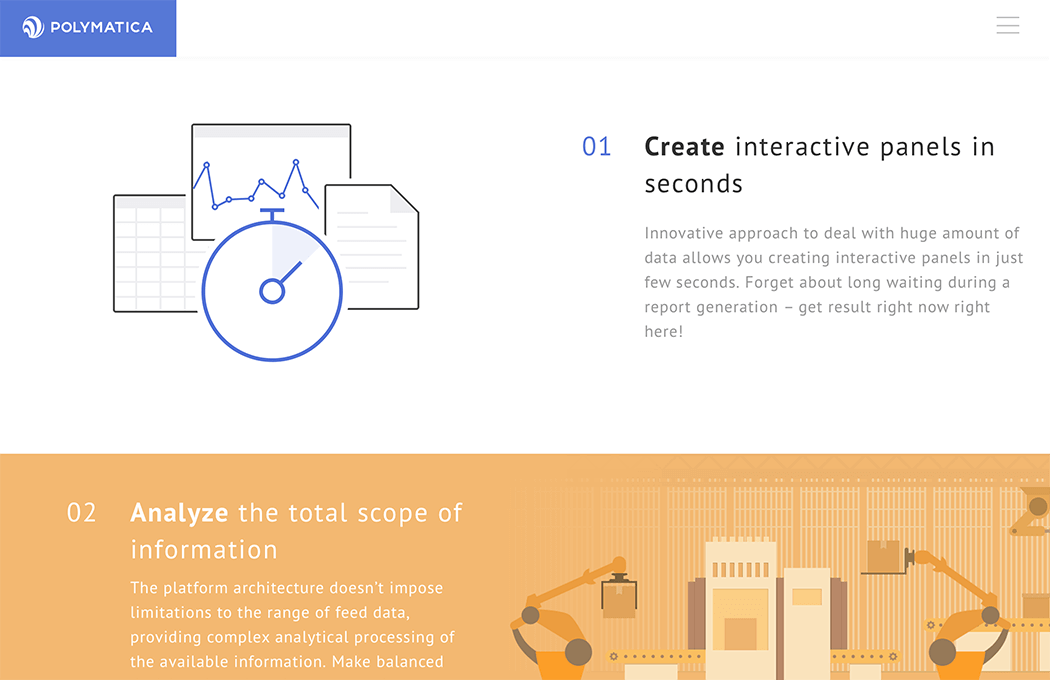 POLYMATICA
01
Create interactive panels in
seconds
Innovative approach to deal with huge amount of
data allows you creating interactive panels in just
few seconds. Forget about long waiting during a
report generation – get result right now right
here!
02
Analyze the total scope of
information
The platform architecture doesn't impose
limitations to the range of feed data,
providing complex analytical processing of
the available information. Make balanced